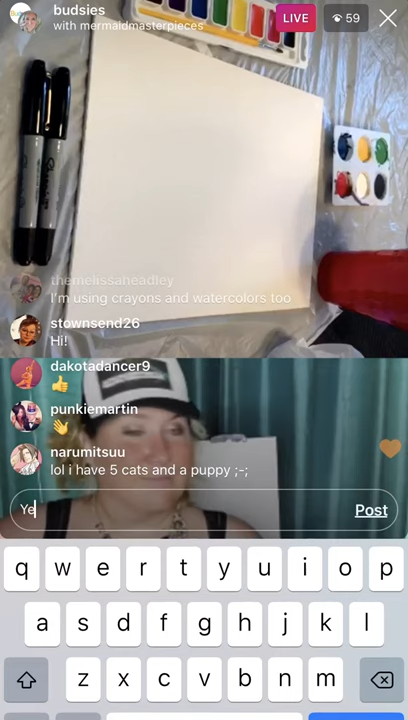 budsies
with mermaidmasterpieces
LIVE
59
themelissaheadley
I'm using crayons and watercolors too
stownsend26
Hi!
dakotadancer9
👍
punkiemartin
👋
narumitsuu
lol i have 5 cats and a puppy ;-;
Ye
Post
q w e r t y u i o p
a s d f g h j k l
z x c v b n m